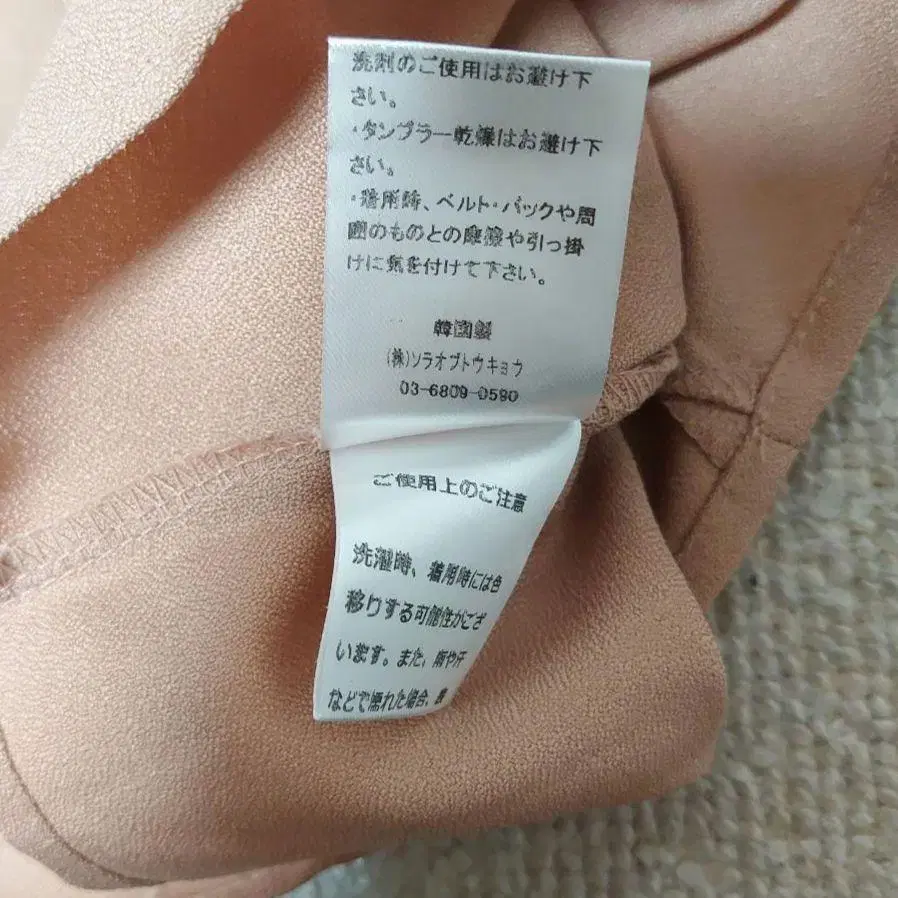 洗剤のご使用はお避け下
さい。
・タンブラー乾燥はお避け下
さい。
・着用時、ベルト・バックや周
囲のものとの摩擦や引っ掛
けに気を付けて下さい。
韓国製
(株)ソラオブトウキョウ
03-6809-0590
ご使用上のご注意
洗濯時、着用時には色
移りする可能性がござ
います。また、雨や汗
などで濡れた場合、